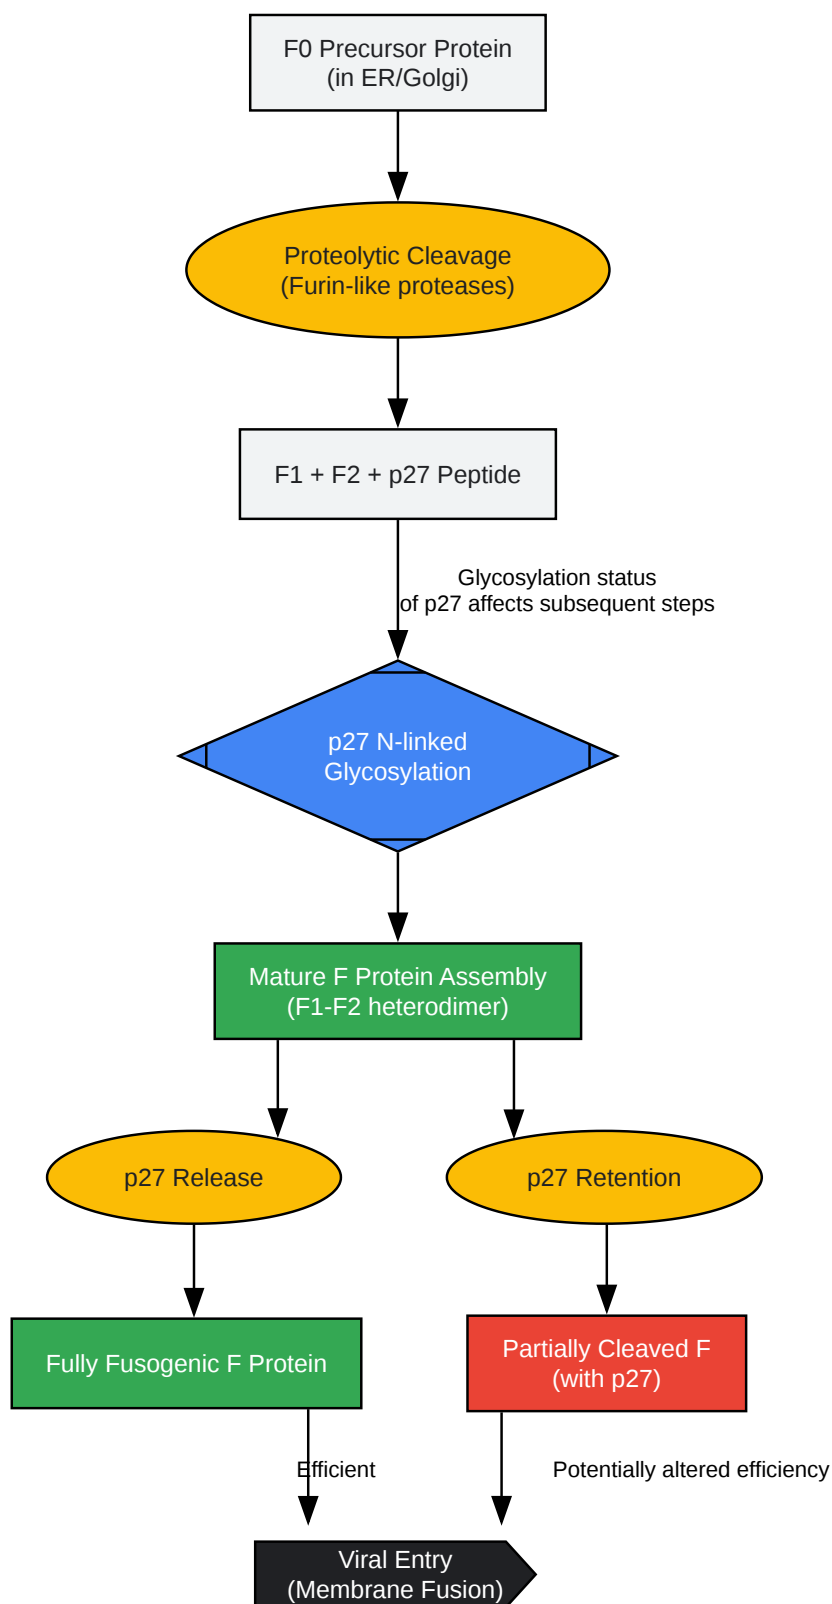 F0 Precursor Protein
(in ER/Golgi)
Proteolytic Cleavage
(Furin-like proteases)
F1 + F2 + p27 Peptide
Glycosylation status
of p27 affects subsequent steps
p27 N-linked
Glycosylation
Mature F Protein Assembly
(F1-F2 heterodimer)
p27 Release
p27 Retention
Fully Fusogenic F Protein
Partially Cleaved F
(with p27)
Efficient
Potentially altered efficiency
Viral Entry
(Membrane Fusion)